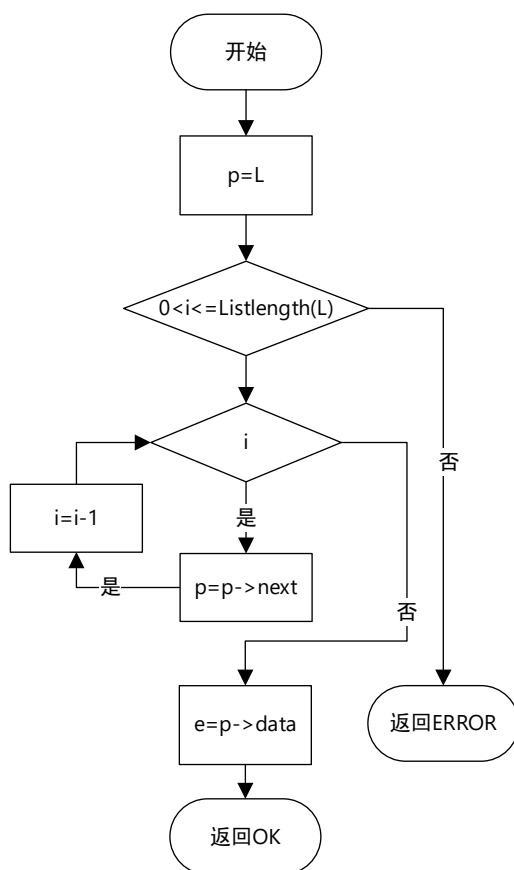 开始
p=L
0<i<=Listlength(L)
i
否
i=i-1
是
是
p=p->next
否
e=p->data
返回ERROR
返回OK